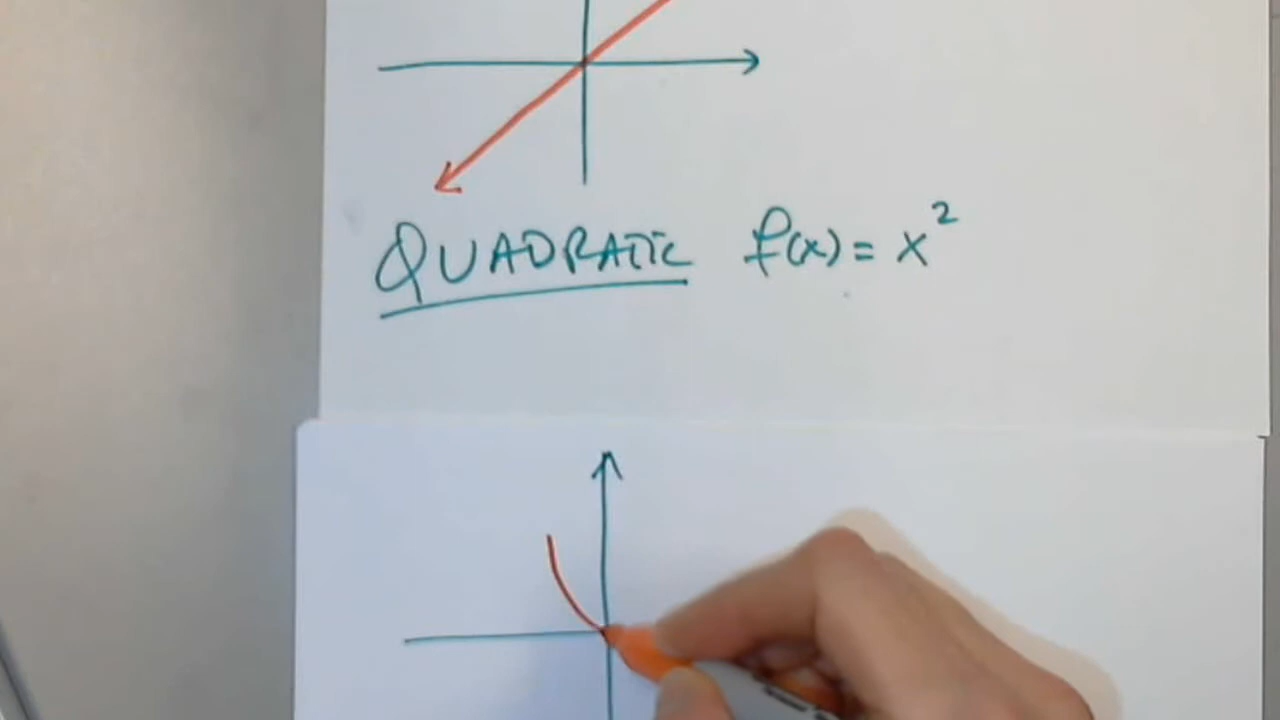 QUADRATIC f(x) = x²